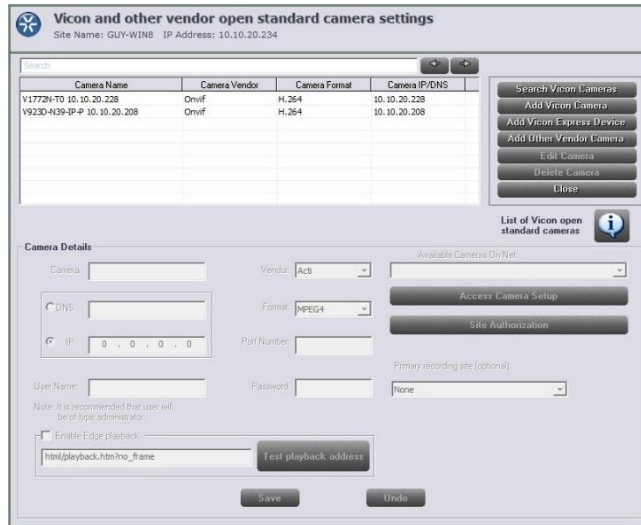 Vicon and other vendor open standard camera settings
Site Name: GUY-WIN8 IP Address: 10.10.20.234
Search
Camera Name Camera Vendor Camera Format Camera IP/DNS
V1772N-T0 10.10.20.228 Onvif H.264 10.10.20.228
V923D-N39-IP-P 10.10.20.208 Onvif H.264 10.10.20.208
Search Vicon Cameras
Add Vicon Camera
Add Vicon Express Device
Add Other Vendor Camera
Edit Camera
Delete Camera
Close
List of Vicon open
standard cameras
Camera Details
Camera:
Vendor: Acti
Available Cameras On Net:
DNS
Format: MPEG4
Access Camera Setup
IP 0 . 0 . 0 . 0
Port Number:
Site Authorization
User Name:
Password:
Primary recording site (optional):
None
Note: It is recommended that user will
be of type administrator.
Enable Edge playback
html/playback.htm?no_frame
Test playback address
Save Undo